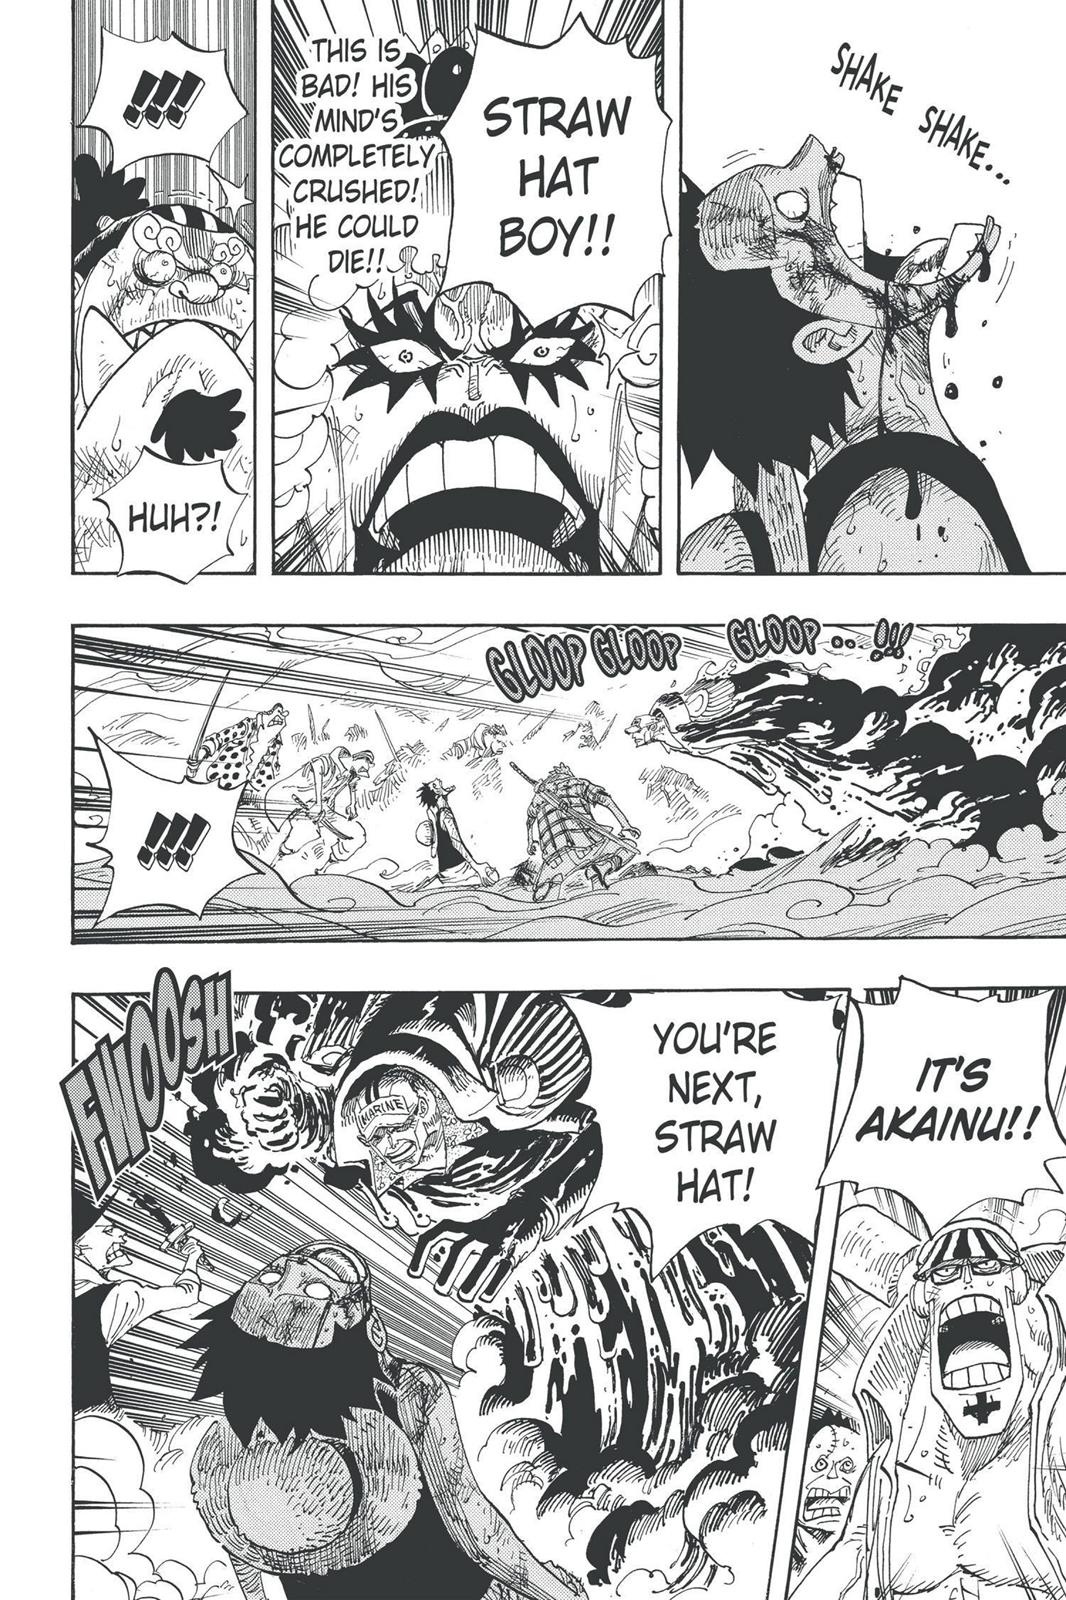 SHAKE SHAKE...
STRAW
HAT
BOY!!
THIS IS
BAD! HIS
MIND'S
COMPLETELY
CRUSHED!
HE COULD
DIE!!
!!!
HUH?!
GLOOP GLOOP GLOOP...!!!
!!!
IT'S
AKAINU!!
YOU'RE
NEXT,
STRAW
HAT!
MARINE
FWOOSH